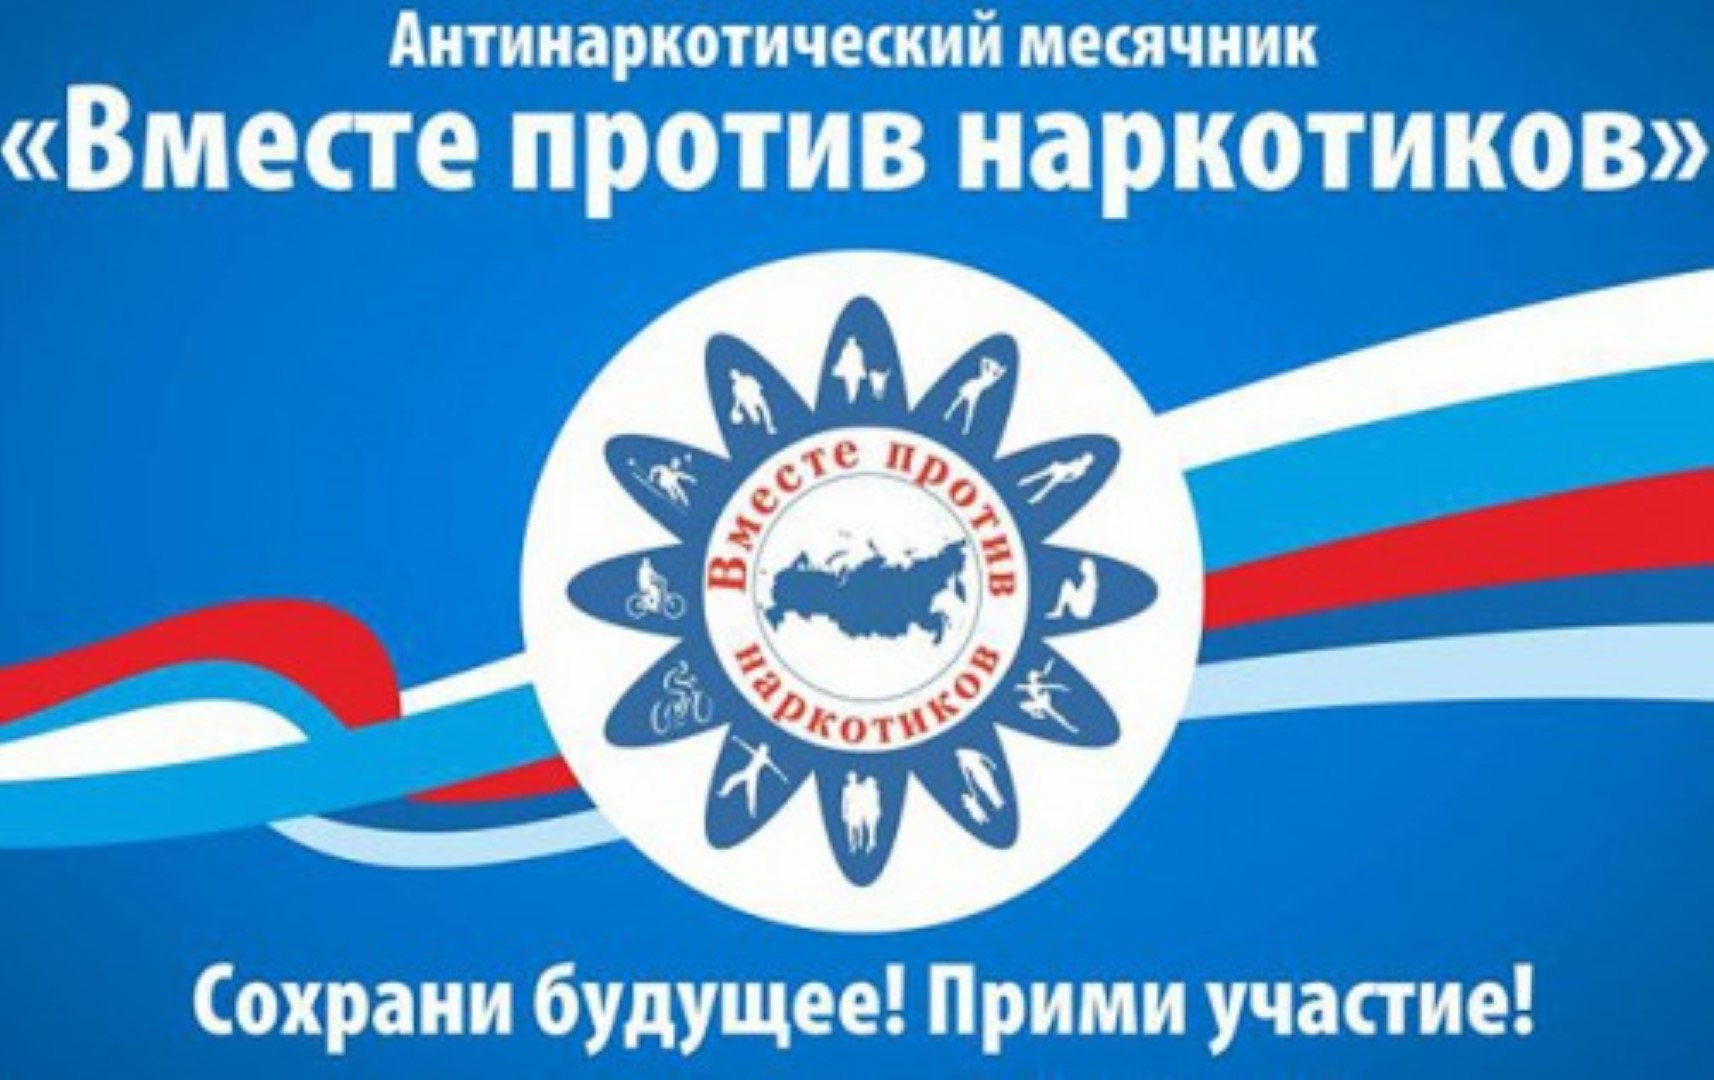 Антинаркотический месячник
«Вместе против наркотиков»
Вместе против
наркотиков
Сохрани будущее! Прими участие!